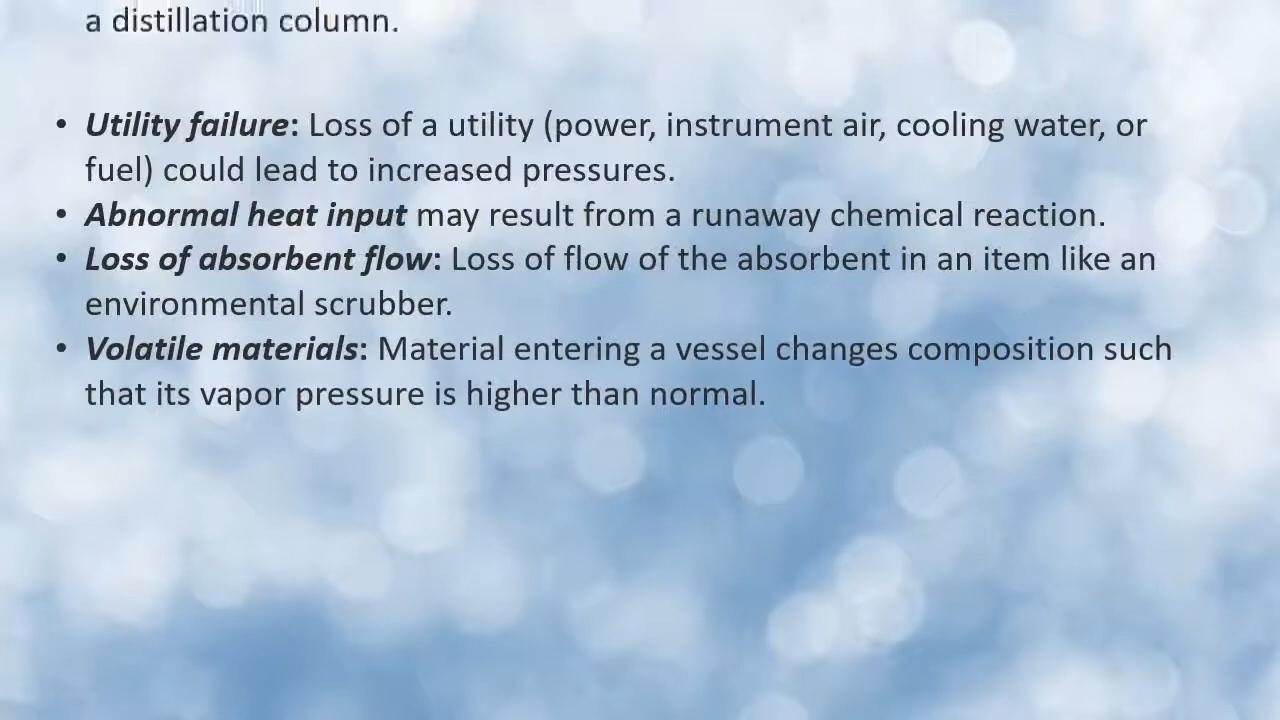 a distillation column.
• Utility failure: Loss of a utility (power, instrument air, cooling water, or
fuel) could lead to increased pressures.
• Abnormal heat input may result from a runaway chemical reaction.
• Loss of absorbent flow: Loss of flow of the absorbent in an item like an
environmental scrubber.
• Volatile materials: Material entering a vessel changes composition such
that its vapor pressure is higher than normal.